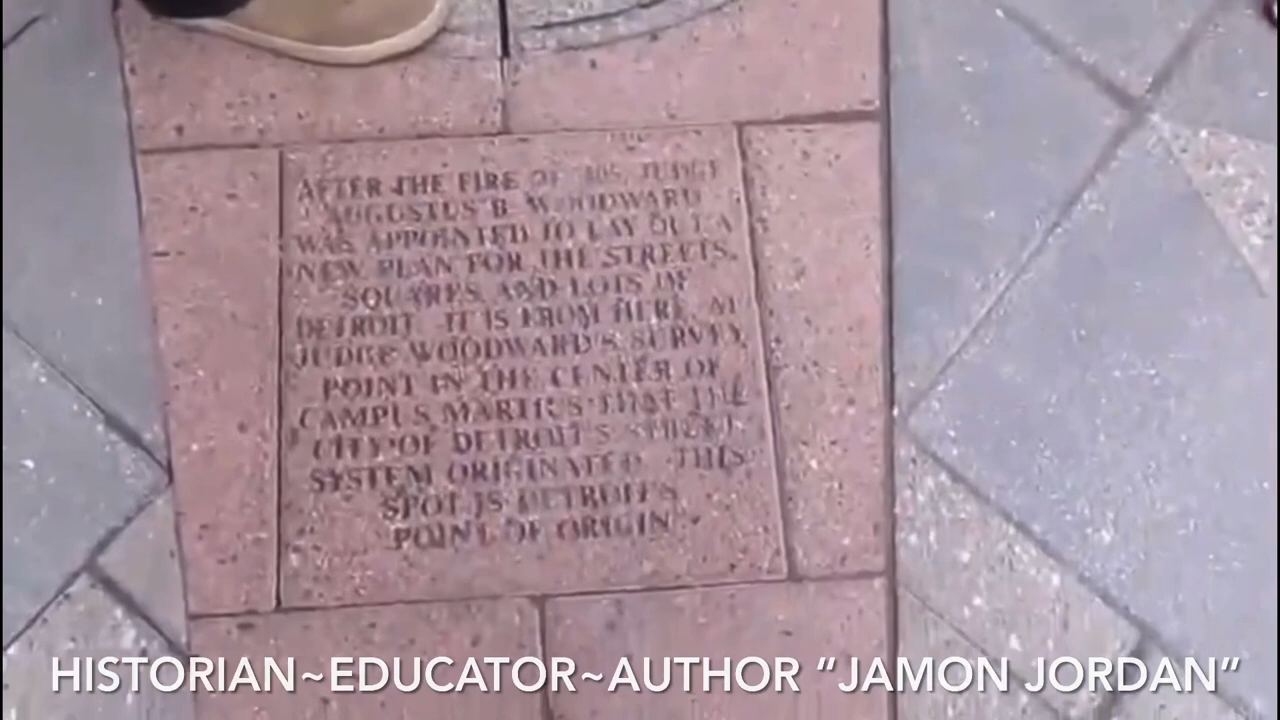 AFTER THE FIRE OF 1805, JUDGE
AUGUSTUS B. WOODWARD
WAS APPOINTED TO LAY OUT A
NEW PLAN FOR THE STREETS,
SQUARES AND LOTS OF
DETROIT. IT IS FROM HERE, AT
JUDGE WOODWARD'S SURVEY
POINT IN THE CENTER OF
CAMPUS MARTIUS THAT THE
CITY OF DETROIT'S STREET
SYSTEM ORIGINATED. THIS
SPOT IS DETROIT'S
POINT OF ORIGIN.
HISTORIAN~EDUCATOR~AUTHOR “JAMON JORDAN”